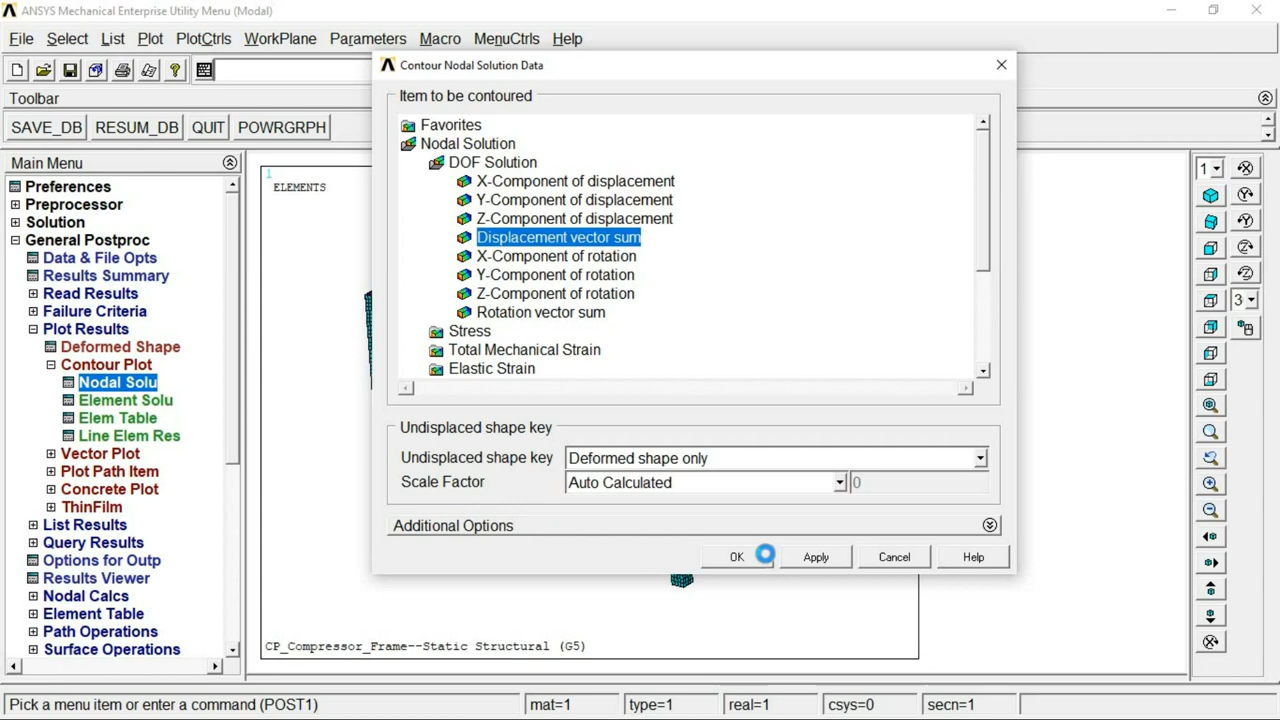 ANSYS Mechanical Enterprise Utility Menu (Modal)
File Select List Plot PlotCtrls WorkPlane Parameters Macro MenuCtrls Help
Toolbar
SAVE_DB RESUM_DB QUIT POWRGRPH
Main Menu
Preferences
Preprocessor
Solution
General Postproc
Data & File Opts
Results Summary
Read Results
Failure Criteria
Plot Results
Deformed Shape
Contour Plot
Nodal Solu
Element Solu
Elem Table
Line Elem Res
Vector Plot
Plot Path Item
Concrete Plot
ThinFilm
List Results
Query Results
Options for Outp
Results Viewer
Nodal Calcs
Element Table
Path Operations
Surface Operations
1
ELEMENTS
CP_Compressor_Frame--Static Structural (G5)
Contour Nodal Solution Data
Item to be contoured
Favorites
Nodal Solution
DOF Solution
X-Component of displacement
Y-Component of displacement
Z-Component of displacement
Displacement vector sum
X-Component of rotation
Y-Component of rotation
Z-Component of rotation
Rotation vector sum
Stress
Total Mechanical Strain
Elastic Strain
Undisplaced shape key
Undisplaced shape key Deformed shape only
Scale Factor Auto Calculated 0
Additional Options
OK Apply Cancel Help
1
3
Pick a menu item or enter a command (POST1) mat=1 type=1 real=1 csys=0 secn=1